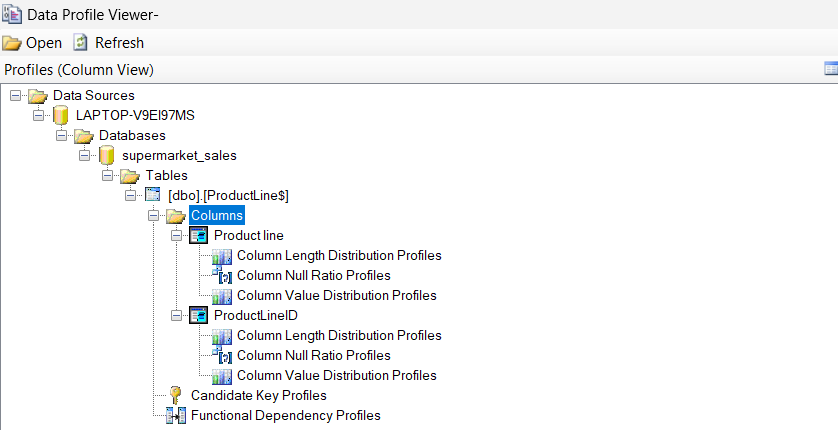 Data Profile Viewer-
Open Refresh
Profiles (Column View)
Data Sources
LAPTOP-V9EI97MS
Databases
supermarket_sales
Tables
[dbo].[ProductLine$]
Columns
Product line
Column Length Distribution Profiles
Column Null Ratio Profiles
Column Value Distribution Profiles
ProductLineID
Column Length Distribution Profiles
Column Null Ratio Profiles
Column Value Distribution Profiles
Candidate Key Profiles
Functional Dependency Profiles